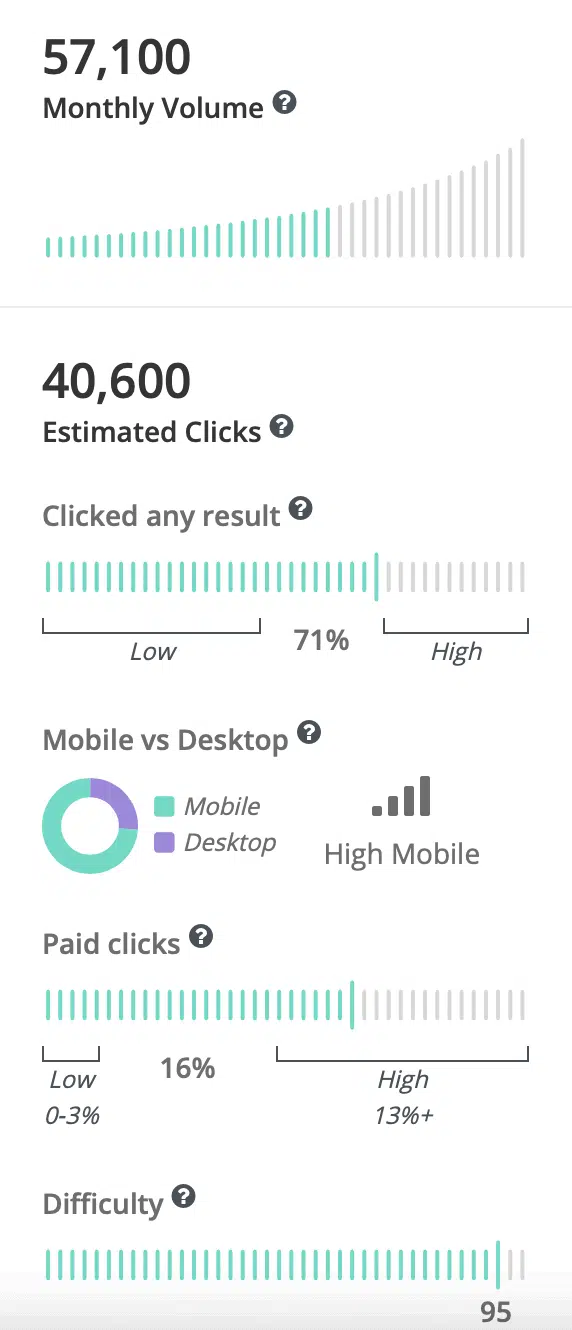 57,100
Monthly Volume ?
40,600
Estimated Clicks ?
Clicked any result ?
Low 71% High
Mobile vs Desktop ?
Mobile
Desktop
High Mobile
Paid clicks ?
16%
Low High
0-3% 13%+
Difficulty ?
95